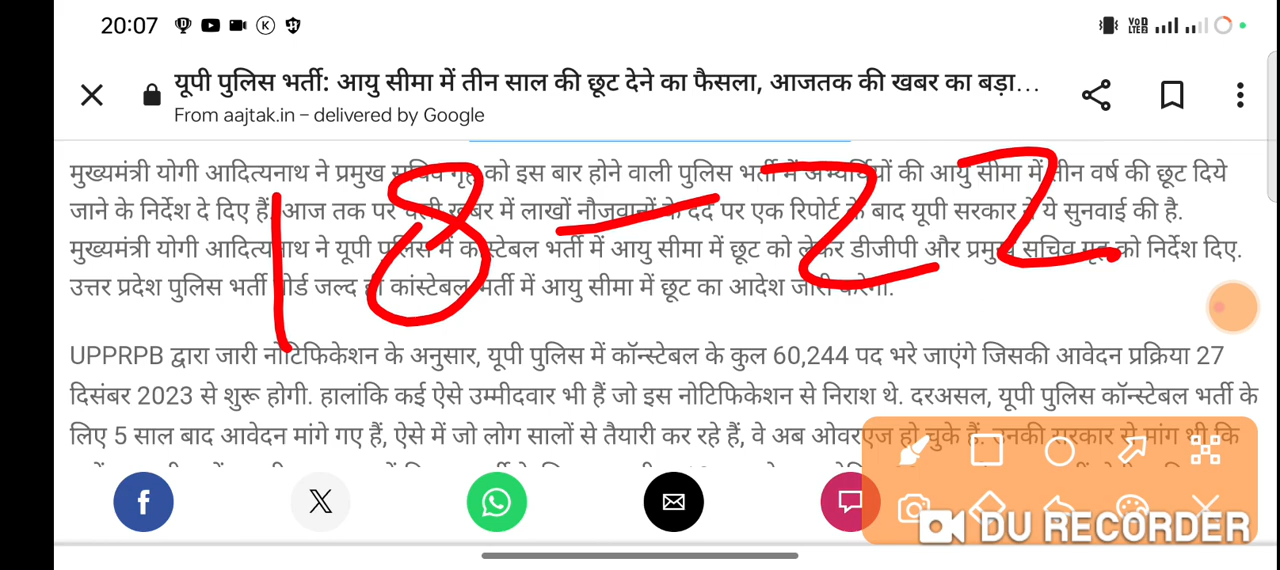 20:07
यूपी पुलिस भर्ती: आयु सीमा में तीन साल की छूट देने का फैसला, आजतक की खबर का बड़ा...
From aajtak.in – delivered by Google
मुख्यमंत्री योगी आदित्यनाथ ने प्रमुख सचिव गृह को इस बार होने वाली पुलिस भर्ती में अभ्यर्थियों की आयु सीमा में तीन वर्ष की छूट दिये
जाने के निर्देश दे दिए हैं. आज तक पर चली खबर में लाखों नौजवानों के दर्द पर एक रिपोर्ट के बाद यूपी सरकार ने ये सुनवाई की है.
मुख्यमंत्री योगी आदित्यनाथ ने यूपी पुलिस में कांस्टेबल भर्ती में आयु सीमा में छूट को लेकर डीजीपी और प्रमुख सचिव गृह को निर्देश दिए.
उत्तर प्रदेश पुलिस भर्ती बोर्ड जल्द ही कांस्टेबल भर्ती में आयु सीमा में छूट का आदेश जारी करेगा.
18 – 22
UPPRPB द्वारा जारी नोटिफिकेशन के अनुसार, यूपी पुलिस में कॉन्स्टेबल के कुल 60,244 पद भरे जाएंगे जिसकी आवेदन प्रक्रिया 27
दिसंबर 2023 से शुरू होगी. हालांकि कई ऐसे उम्मीदवार भी हैं जो इस नोटिफिकेशन से निराश थे. दरअसल, यूपी पुलिस कॉन्स्टेबल भर्ती के
लिए 5 साल बाद आवेदन मांगे गए हैं, ऐसे में जो लोग सालों से तैयारी कर रहे हैं, वे अब ओवरएज हो चुके हैं. उनकी सरकार से मांग थी कि
DU RECORDER